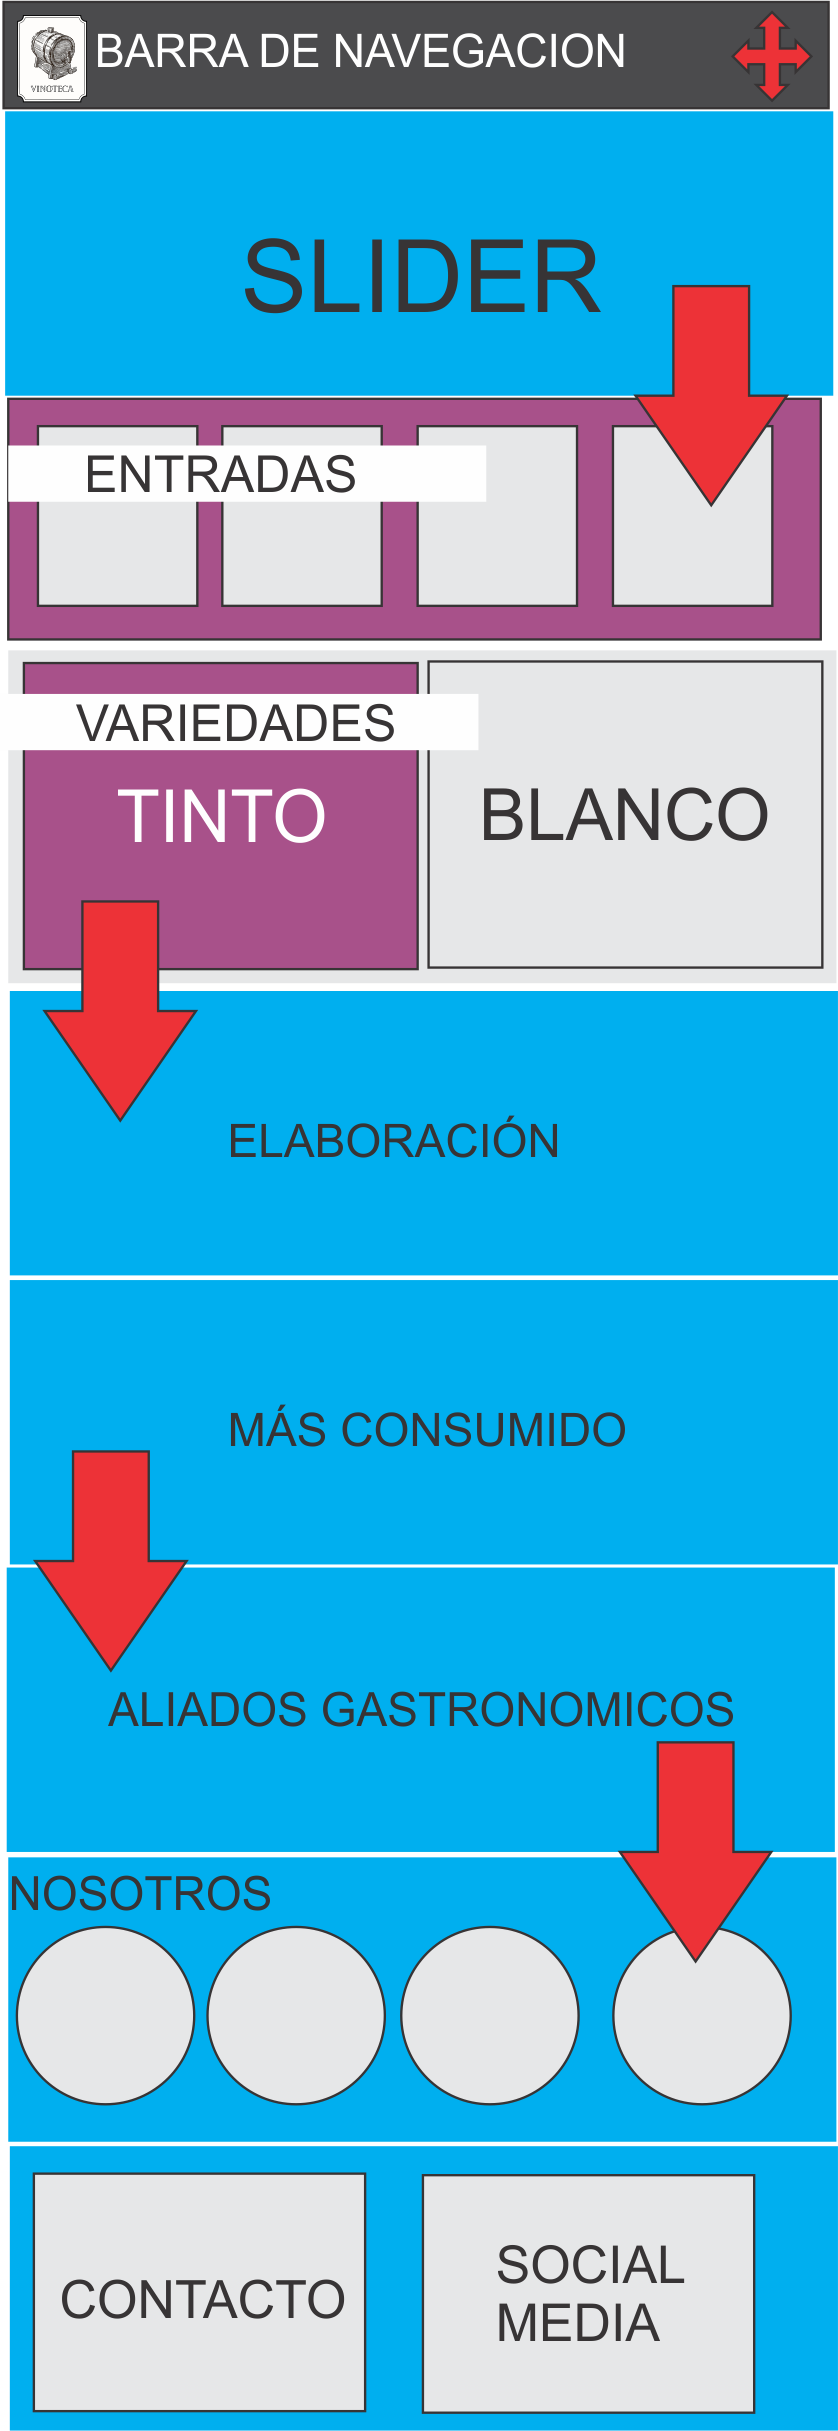 VINOTECA
BARRA DE NAVEGACION
SLIDER
ENTRADAS
VARIEDADES
TINTO
BLANCO
ELABORACIÓN
MÁS CONSUMIDO
ALIADOS GASTRONOMICOS
NOSOTROS
CONTACTO
SOCIAL
MEDIA